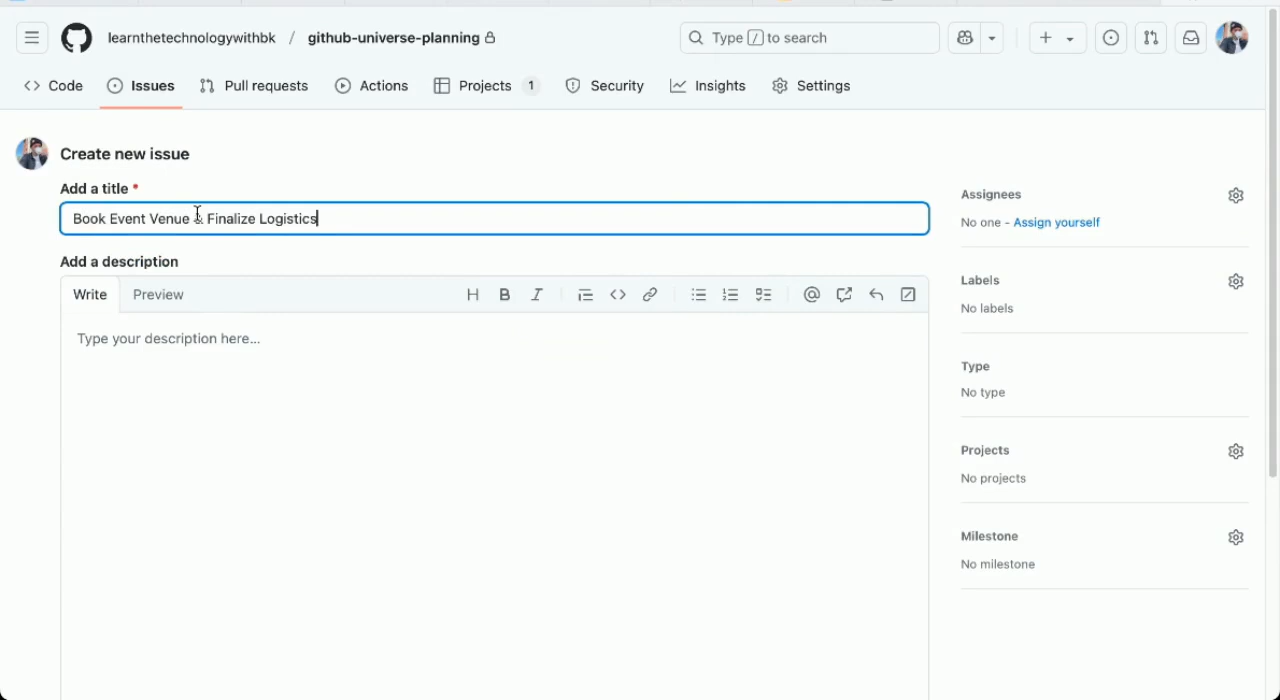 learnthetechnologywithbk / github-universe-planning
Type / to search
Code
Issues
Pull requests
Actions
Projects 1
Security
Insights
Settings
Create new issue
Add a title *
Book Event Venue & Finalize Logistics
Add a description
Write
Preview
H B I
Type your description here...
Assignees
No one - Assign yourself
Labels
No labels
Type
No type
Projects
No projects
Milestone
No milestone